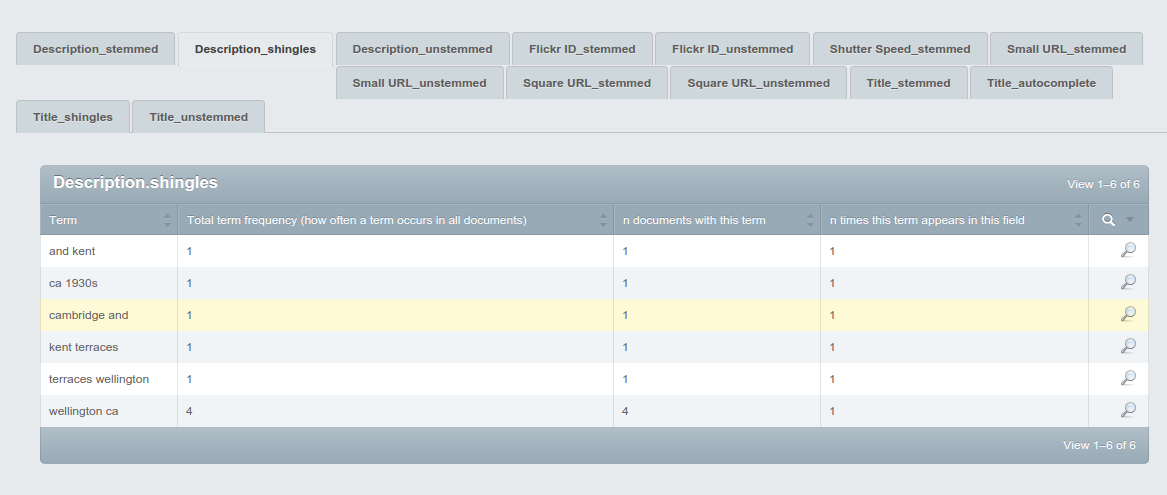 Description_stemmed Description_shingles Description_unstemmed Flickr ID_stemmed Flickr ID_unstemmed Shutter Speed_stemmed Small URL_stemmed
Small URL_unstemmed Square URL_stemmed Square URL_unstemmed Title_stemmed Title_autocomplete
Title_shingles Title_unstemmed
Description.shingles View 1–6 of 6
Term Total term frequency (how often a term occurs in all documents) n documents with this term n times this term appears in this field
and kent 1 1 1
ca 1930s 1 1 1
cambridge and 1 1 1
kent terraces 1 1 1
terraces wellington 1 1 1
wellington ca 4 4 1
View 1–6 of 6